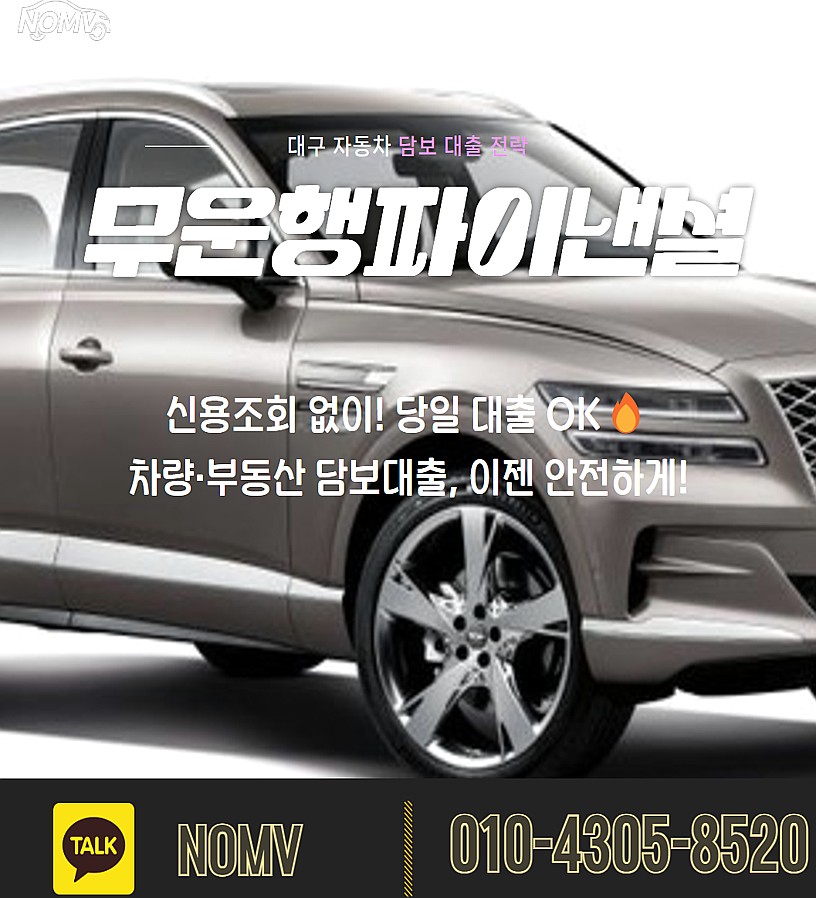 NOMV
대구 자동차 담보 대출 전략
무운행파이낸셜
신용조회 없이! 당일 대출 OK🔥
차량·부동산 담보대출, 이젠 안전하게!
TALK
NOMV
010-4305-8520